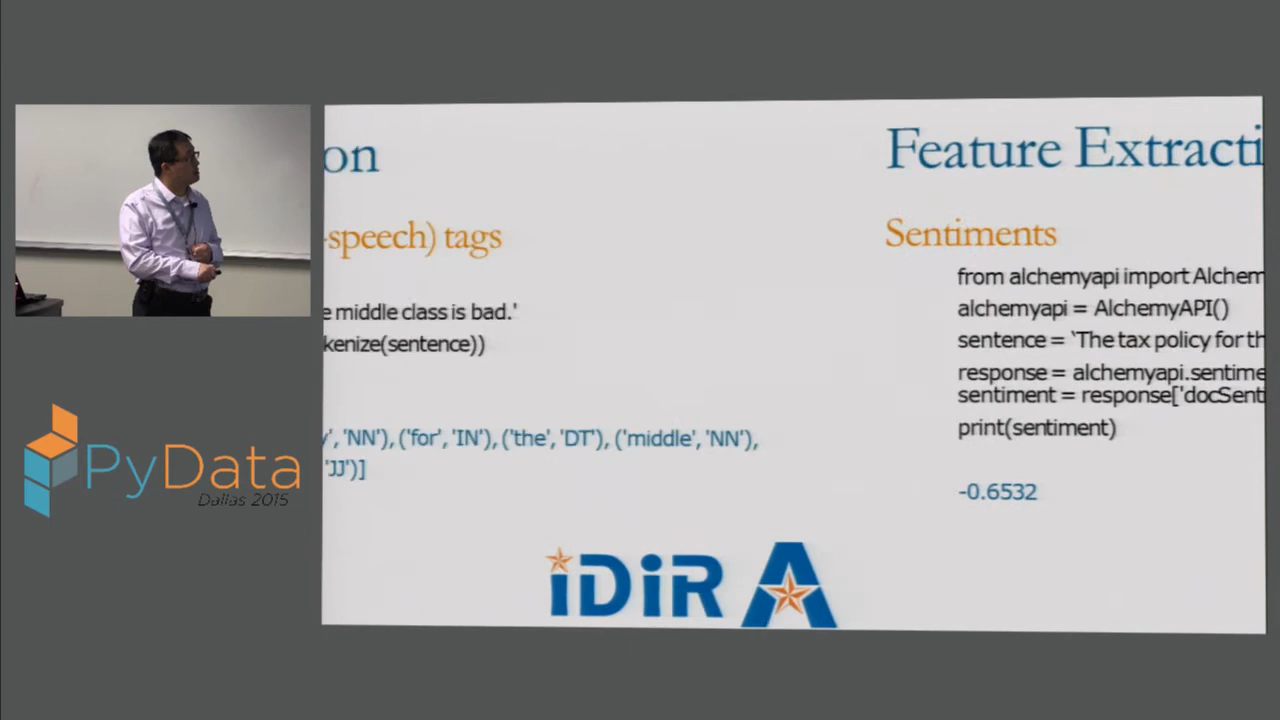 on
-speech) tags
e middle class is bad.'
kenize(sentence))
', 'NN'), ('for', 'IN'), ('the', 'DT'), ('middle', 'NN'),
'JJ')]
Feature Extracti
Sentiments
from alchemyapi import Alchem
alchemyapi = AlchemyAPI()
sentence = 'The tax policy for th
response = alchemyapi.sentime
sentiment = response['docSenti
print(sentiment)
-0.6532
iDiR A
PyData
Dallas 2015